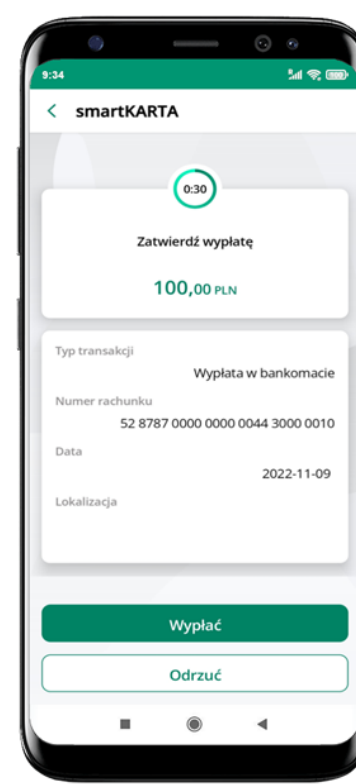 9:34
smartKARTA
0:30
Zatwierdź wypłatę
100,00 PLN
Typ transakcji
Wypłata w bankomacie
Numer rachunku
52 8787 0000 0000 0044 3000 0010
Data
2022-11-09
Lokalizacja
Wypłać
Odrzuć